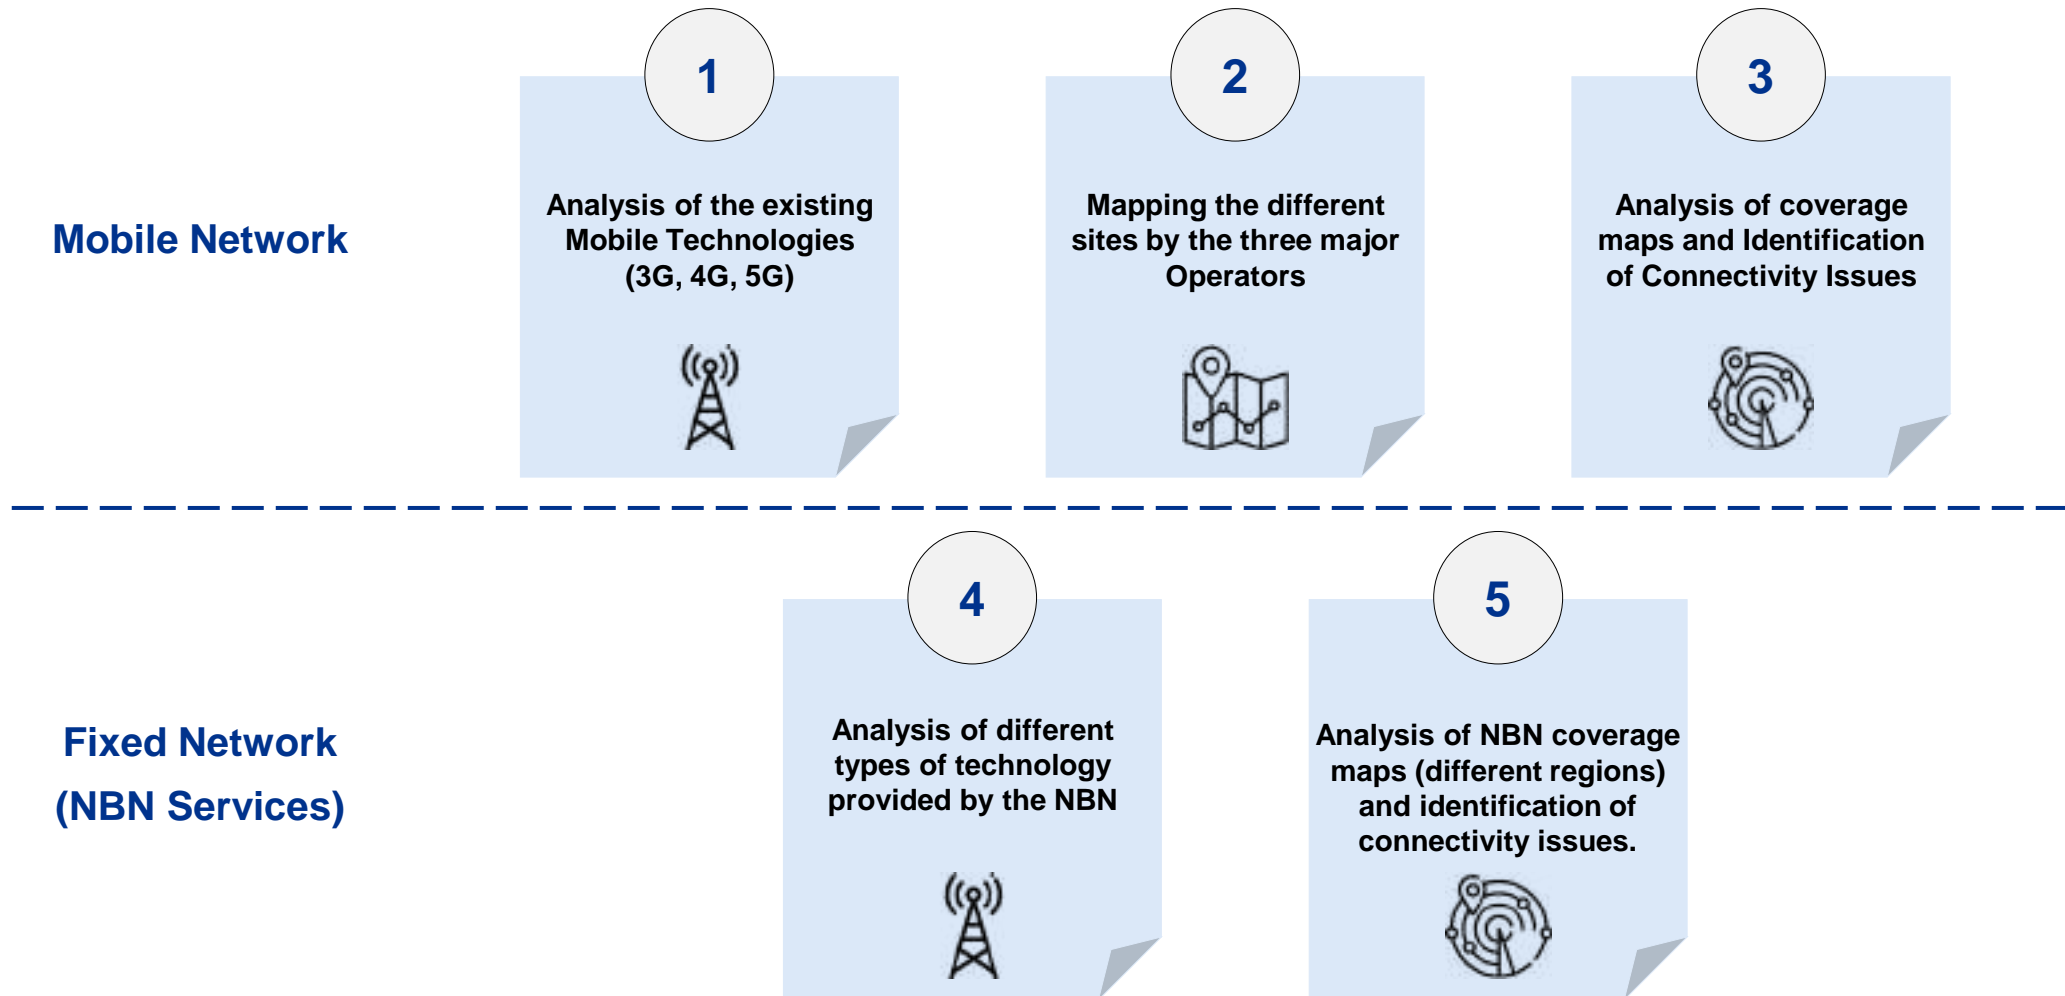 Mobile Network
1
Analysis of the existing
Mobile Technologies
(3G, 4G, 5G)
2
Mapping the different
sites by the three major
Operators
3
Analysis of coverage
maps and Identification
of Connectivity Issues
Fixed Network
(NBN Services)
4
Analysis of different
types of technology
provided by the NBN
5
Analysis of NBN coverage
maps (different regions)
and identification of
connectivity issues.